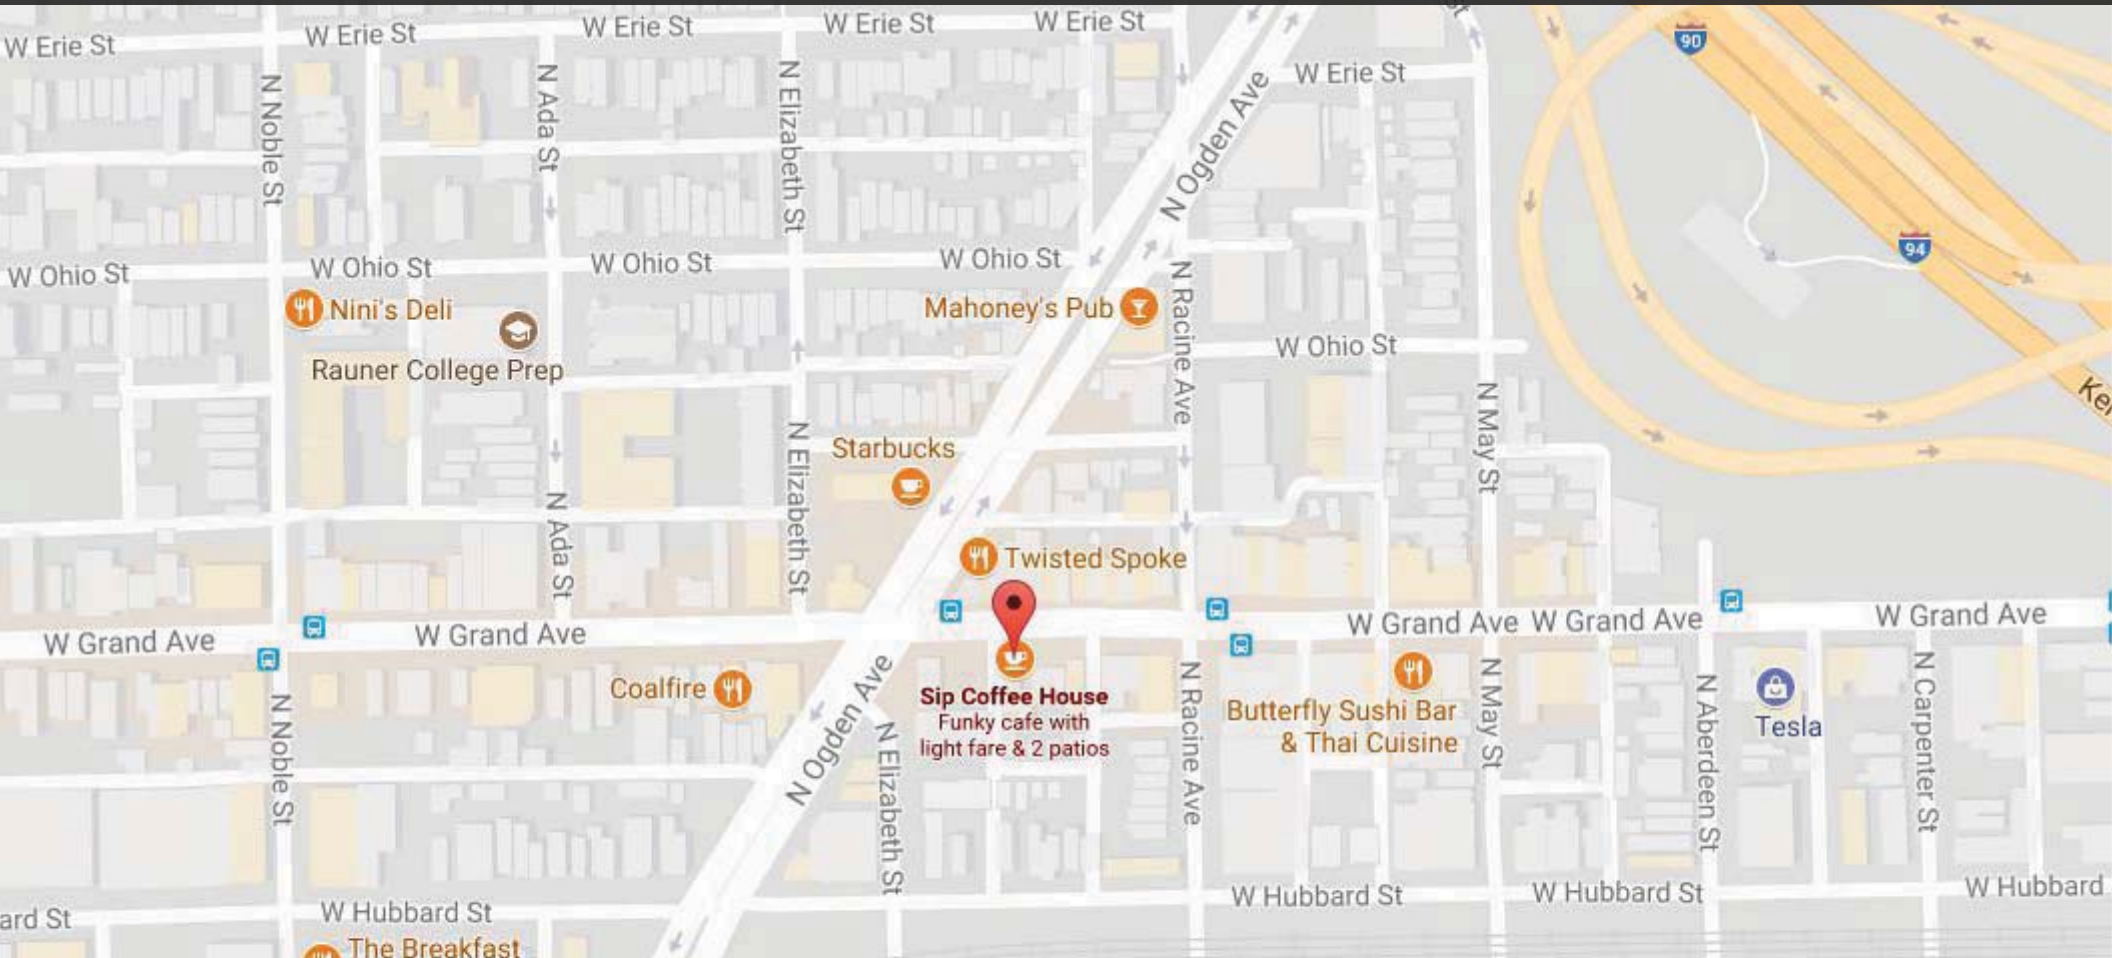 W Erie St
W Erie St
W Erie St
W Erie St
W Erie St
W Erie St
90
N Noble St
N Ada St
N Elizabeth St
N Ogden Ave
94
W Ohio St
W Ohio St
W Ohio St
W Ohio St
Nini's Deli
Mahoney's Pub
N Racine Ave
W Ohio St
Rauner College Prep
Starbucks
N Elizabeth St
N May St
N Ada St
Twisted Spoke
W Grand Ave
W Grand Ave
W Grand Ave
W Grand Ave
W Grand Ave
Coalfire
N Ogden Ave
Sip Coffee House
Funky cafe with
light fare & 2 patios
N Noble St
N Elizabeth St
N Racine Ave
Butterfly Sushi Bar
& Thai Cuisine
N May St
N Aberdeen St
Tesla
N Carpenter St
W Hubbard St
W Hubbard St
W Hubbard St
W Hubbard
ard St
The Breakfast